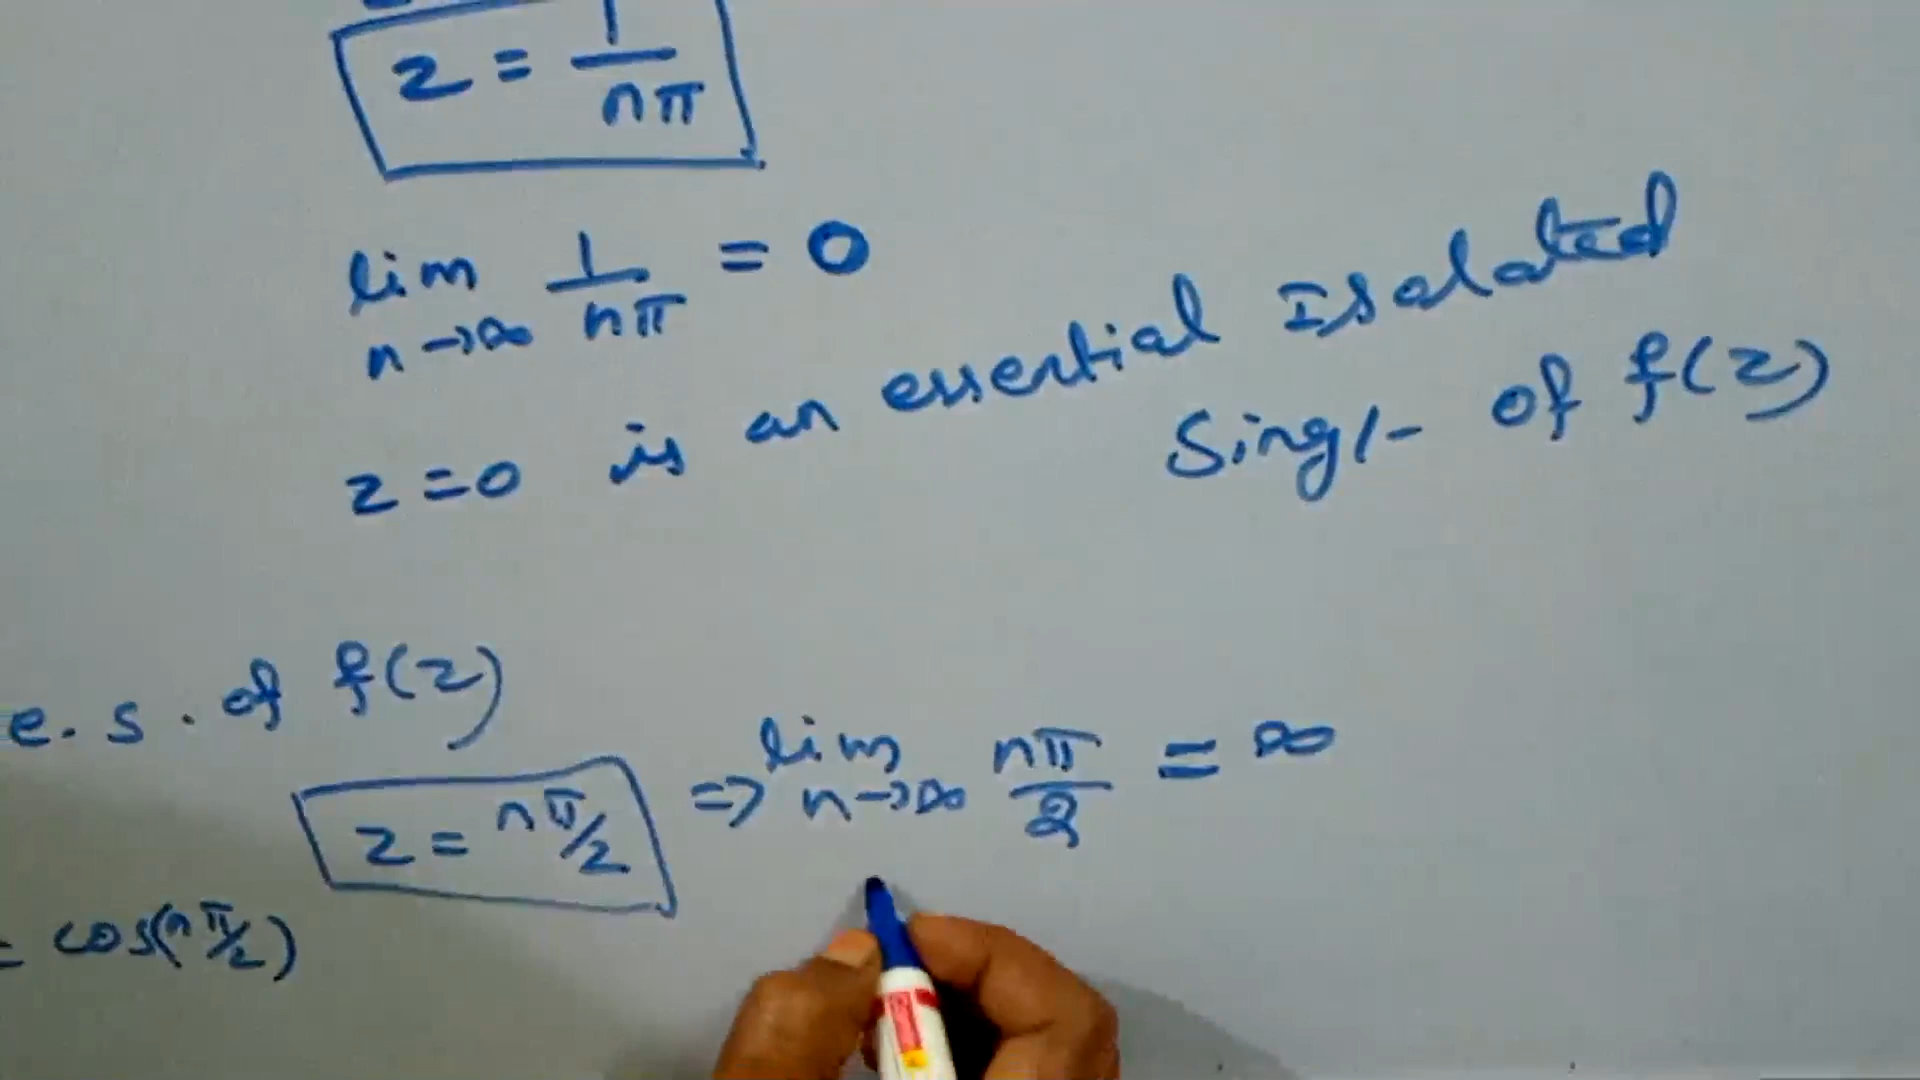 z = 1/nπ
lim n→∞ 1/nπ = 0
z = 0 is an essential Isolated
Sing/- of f(z)
e. s. of f(z)
z = nπ/2 ⇒ lim n→∞ nπ/2 = ∞
= cos(nπ/2)